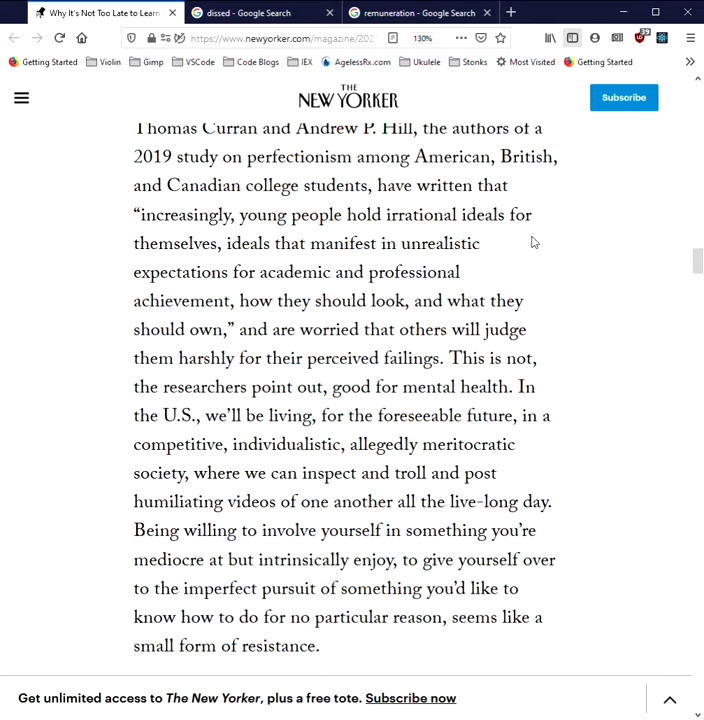 Why It's Not Too Late to Learn
dissed - Google Search
remuneration - Google Search
https://www.newyorker.com/magazine/202
130%
39
Getting Started
Violin
Gimp
VSCode
Code Blogs
IEX
AgelessRx.com
Ukulele
Stonks
Most Visited
Getting Started
THE
NEW YORKER
Subscribe
Thomas Curran and Andrew P. Hill, the authors of a
2019 study on perfectionism among American, British,
and Canadian college students, have written that
“increasingly, young people hold irrational ideals for
themselves, ideals that manifest in unrealistic
expectations for academic and professional
achievement, how they should look, and what they
should own,” and are worried that others will judge
them harshly for their perceived failings. This is not,
the researchers point out, good for mental health. In
the U.S., we’ll be living, for the foreseeable future, in a
competitive, individualistic, allegedly meritocratic
society, where we can inspect and troll and post
humiliating videos of one another all the live-long day.
Being willing to involve yourself in something you’re
mediocre at but intrinsically enjoy, to give yourself over
to the imperfect pursuit of something you’d like to
know how to do for no particular reason, seems like a
small form of resistance.
Get unlimited access to The New Yorker, plus a free tote. Subscribe now